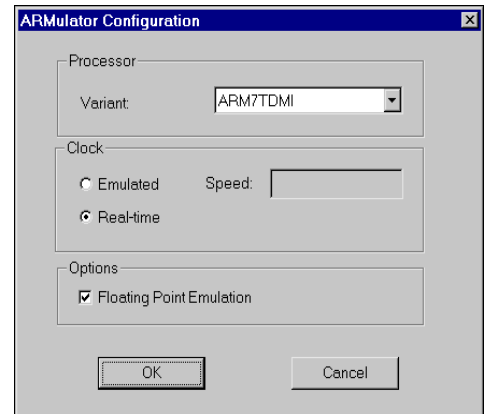 ARMulator Configuration
Processor
Variant: ARM7TDMI
Clock
Emulated Speed:
Real-time
Options
Floating Point Emulation
OK Cancel